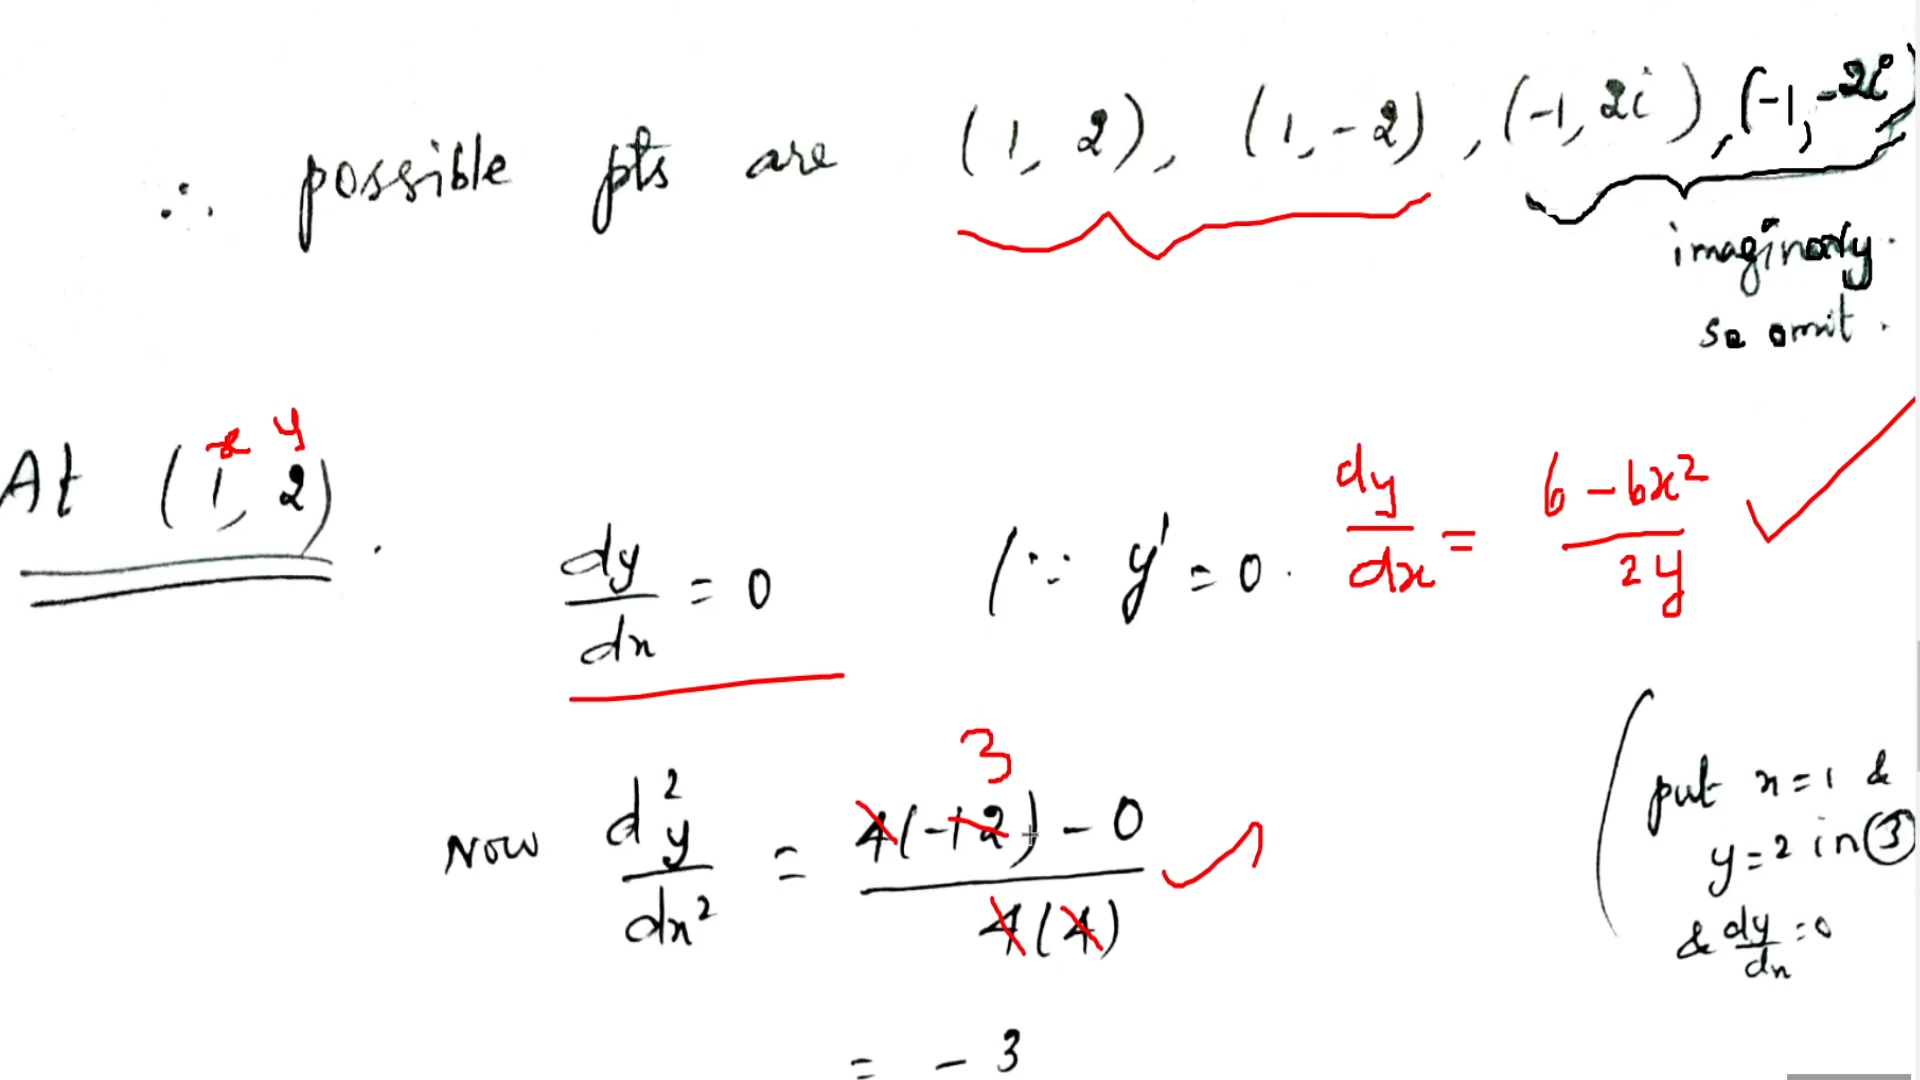 ∴ possible pts are (1, 2), (1, -2), (-1, 2i), (-1, -2i)
imaginary.
so omit.
x y
At (1, 2).
dy/dx = 0 (∵ y' = 0. dy/dx = 6 - 6x²/2y
3
Now d²y/dx² = 4(-12) - 0/4(4)
(put x=1 &
y=2 in ③
& dy/dx = 0
= -3